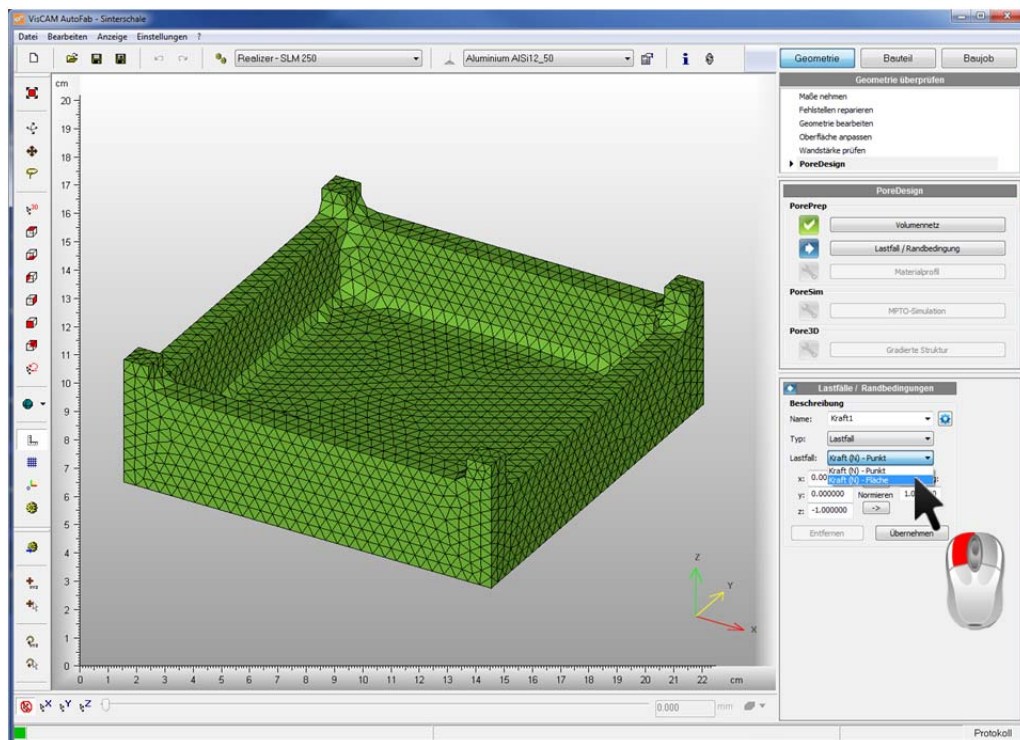 VisCAM AutoFab - Sinterschale
Datei Bearbeiten Anzeige Einstellungen ?
Realizer - SLM 250
Aluminium AlSi12_50
Geometrie Bauteil Baujob
Geometrie überprüfen
Maße nehmen
Fehlstellen reparieren
Geometrie bearbeiten
Oberfläche anpassen
Wandstärke prüfen
PoreDesign
PoreDesign
PorePrep
Volumennetz
Lastfall / Randbedingung
Materialprofil
PoreSim
MPTO-Simulation
Pore3D
Gradierte Struktur
Lastfälle / Randbedingungen
Beschreibung
Name: Kraft1
Typ: Lastfall
Lastfall: Kraft (N) - Punkt
Kraft (N) - Punkt
Kraft (N) - Fläche
x: 0.00
y: 0.000000 Normieren
z: -1.000000 ->
Entfernen Übernehmen
cm
20
19
18
17
16
15
14
13
12
11
10
9
8
7
6
5
4
3
2
1
0
0 1 2 3 4 5 6 7 8 9 10 11 12 13 14 15 16 17 18 19 20 21 22 cm
Z
Y
X
X Y Z 0.000 mm
Protokoll